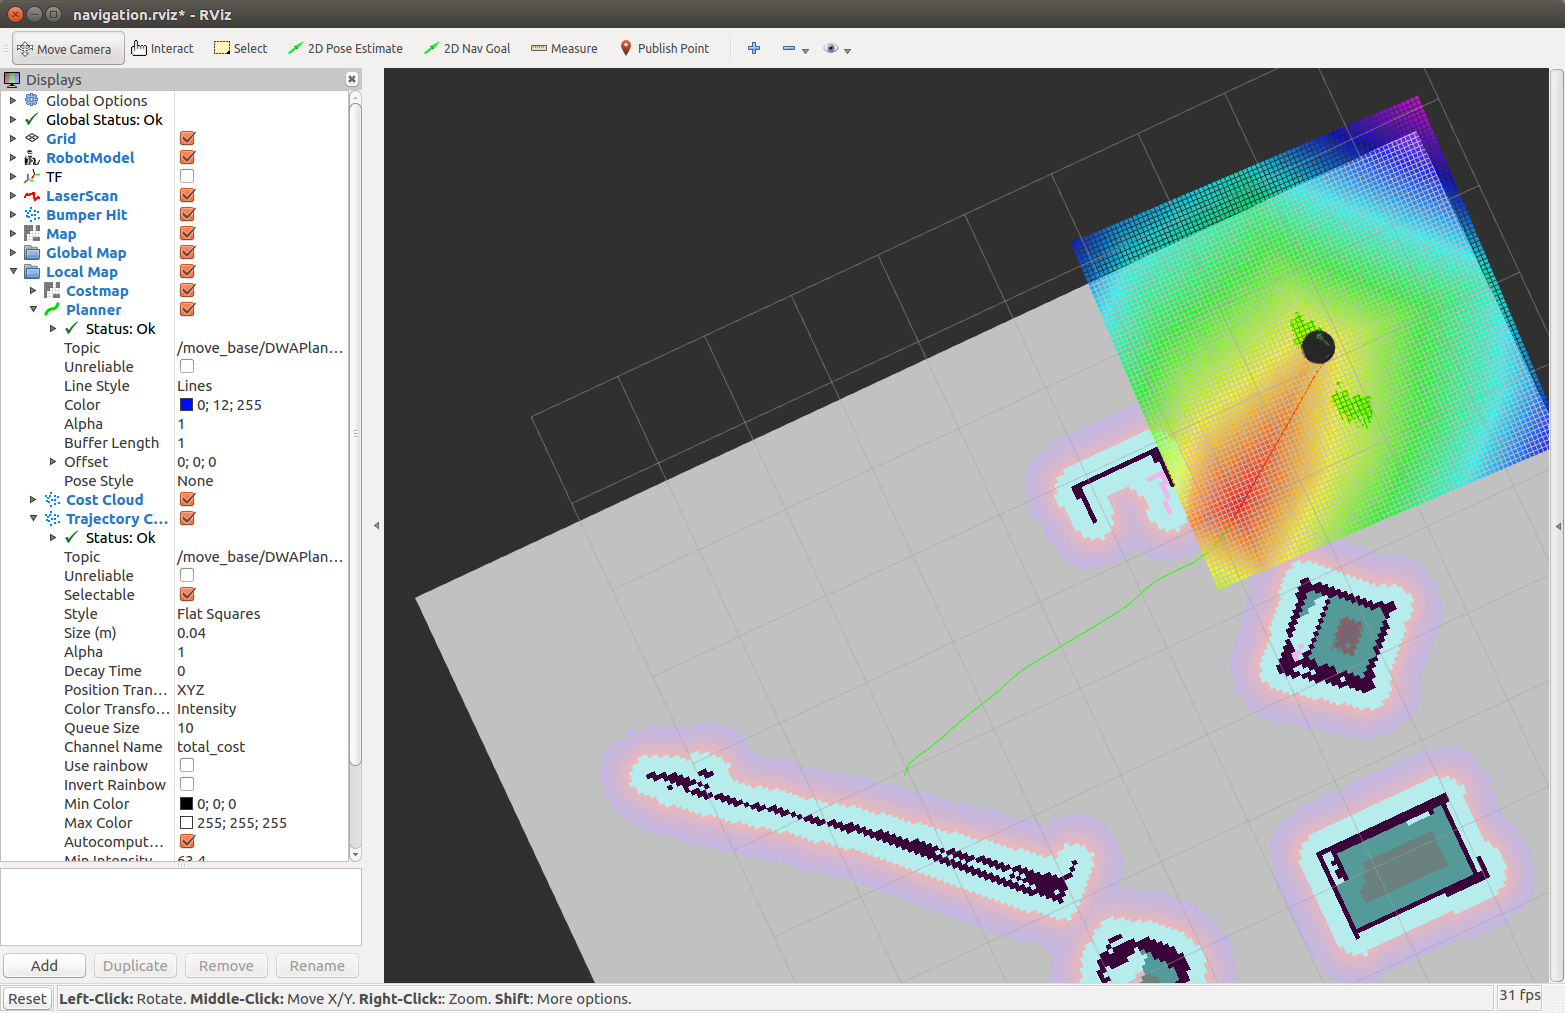 navigation.rviz* - RViz
Move Camera Interact Select 2D Pose Estimate 2D Nav Goal Measure Publish Point
Displays
Global Options
Global Status: Ok
Grid
RobotModel
TF
LaserScan
Bumper Hit
Map
Global Map
Local Map
Costmap
Planner
Status: Ok
Topic /move_base/DWAPlan...
Unreliable
Line Style Lines
Color 0; 12; 255
Alpha 1
Buffer Length 1
Offset 0; 0; 0
Pose Style None
Cost Cloud
Trajectory C...
Status: Ok
Topic /move_base/DWAPlan...
Unreliable
Selectable
Style Flat Squares
Size (m) 0.04
Alpha 1
Decay Time 0
Position Tran... XYZ
Color Transfo... Intensity
Queue Size 10
Channel Name total_cost
Use rainbow
Invert Rainbow
Min Color 0; 0; 0
Max Color 255; 255; 255
Autocomput...
Min Intensity 63.4
Add Duplicate Remove Rename
Reset Left-Click: Rotate. Middle-Click: Move X/Y. Right-Click:: Zoom. Shift: More options. 31 fps